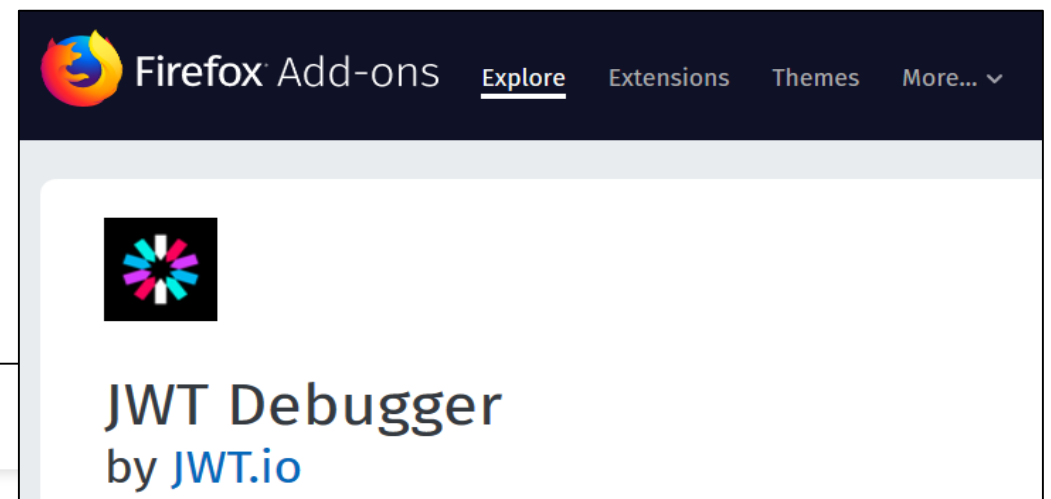 Firefox Add-ons Explore Extensions Themes More...
JWT Debugger
by JWT.io